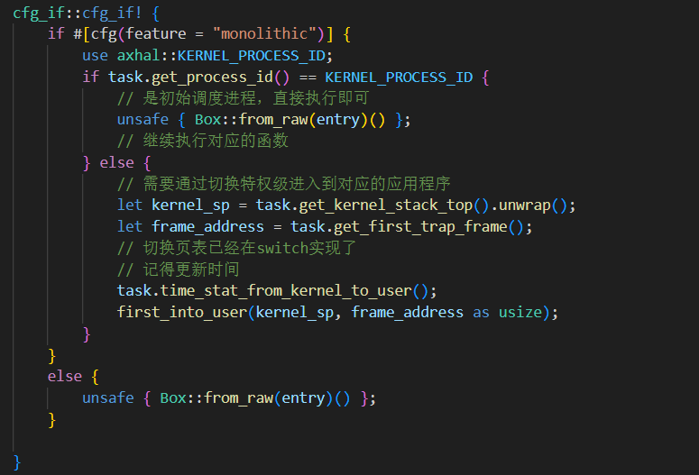 cfg_if::cfg_if! {
    if #[cfg(feature = "monolithic")] {
        use axhal::KERNEL_PROCESS_ID;
        if task.get_process_id() == KERNEL_PROCESS_ID {
            // 是初始调度进程，直接执行即可
            unsafe { Box::from_raw(entry)() };
            // 继续执行对应的函数
        } else {
            // 需要通过切换特权级进入到对应的应用程序
            let kernel_sp = task.get_kernel_stack_top().unwrap();
            let frame_address = task.get_first_trap_frame();
            // 切换页表已经在switch实现了
            // 记得更新时间
            task.time_stat_from_kernel_to_user();
            first_into_user(kernel_sp, frame_address as usize);
        }
    }
    else {
        unsafe { Box::from_raw(entry)() };
    }
}